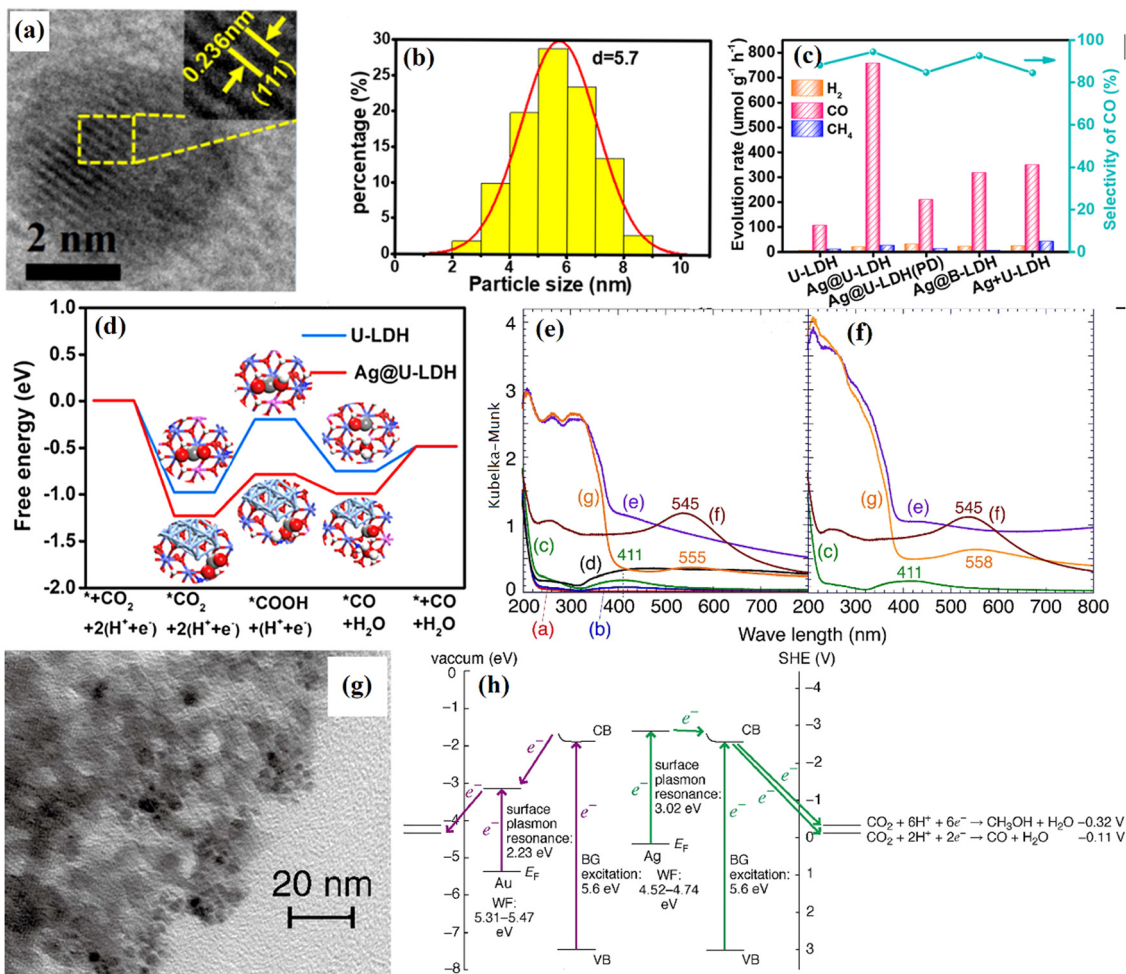 (a)
0.236nm
(111)
2 nm
(b)
d=5.7
percentage (%)
30
25
20
15
10
5
0
0 2 4 6 8 10
Particle size (nm)
(c)
Evolution rate (umol g⁻¹ h⁻¹)
800
700
600
500
400
300
200
100
0
H₂
CO
CH₄
100
80
60
40
20
0
Selectivity of CO (%)
U-LDH
Ag@U-LDH
Ag@U-LDH(PD)
Ag@B-LDH
Ag+U-LDH
(d)
Free energy (eV)
1.0
0.5
0.0
-0.5
-1.0
-1.5
-2.0
U-LDH
Ag@U-LDH
*+CO₂ *CO₂ *COOH *CO *+CO
+2(H⁺+e⁻) +2(H⁺+e⁻) +(H⁺+e⁻) +H₂O +H₂O
(e)
Kubelka-Munk
4
3
2
1
0
(g)
(e)
545
(f)
(c)
411
(d)
555
200 300 400 500 600 700
(a)
(b)
(f)
(e)
(g)
545
(f)
(c)
411
558
200 300 400 500 600 700 800
Wave length (nm)
(g)
20 nm
(h)
vaccum (eV)
0
−1
−2
−3
−4
−5
−6
−7
−8
SHE (V)
−4
−3
−2
−1
0
1
2
3
e⁻
e⁻
e⁻
surface
plasmon
resonance:
2.23 eV
E_F
Au
WF:
5.31–5.47
eV
CB
e⁻
BG
excitation:
5.6 eV
VB
e⁻
e⁻
surface
plasmon
resonance:
3.02 eV
E_F
Ag
WF:
4.52–4.74
eV
CB
e⁻
BG
excitation:
5.6 eV
VB
e⁻
e⁻
CO₂ + 6H⁺ + 6e⁻ → CH₃OH + H₂O −0.32 V
CO₂ + 2H⁺ + 2e⁻ → CO + H₂O −0.11 V